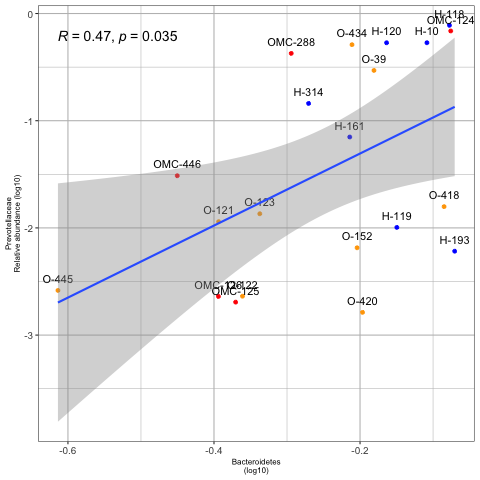 H-118
OMC-124
R = 0.47, p = 0.035
O-434
H-120
H-10
OMC-288
O-39
H-314
H-161
OMC-446
O-121
O-123
O-418
H-119
O-152
H-193
O-445
O-122
OMC-125
O-420
0
-1
-2
-3
-0.6
-0.4
-0.2
Prevotellaceae
Relative abundance (log10)
Bacteroidetes
(log10)